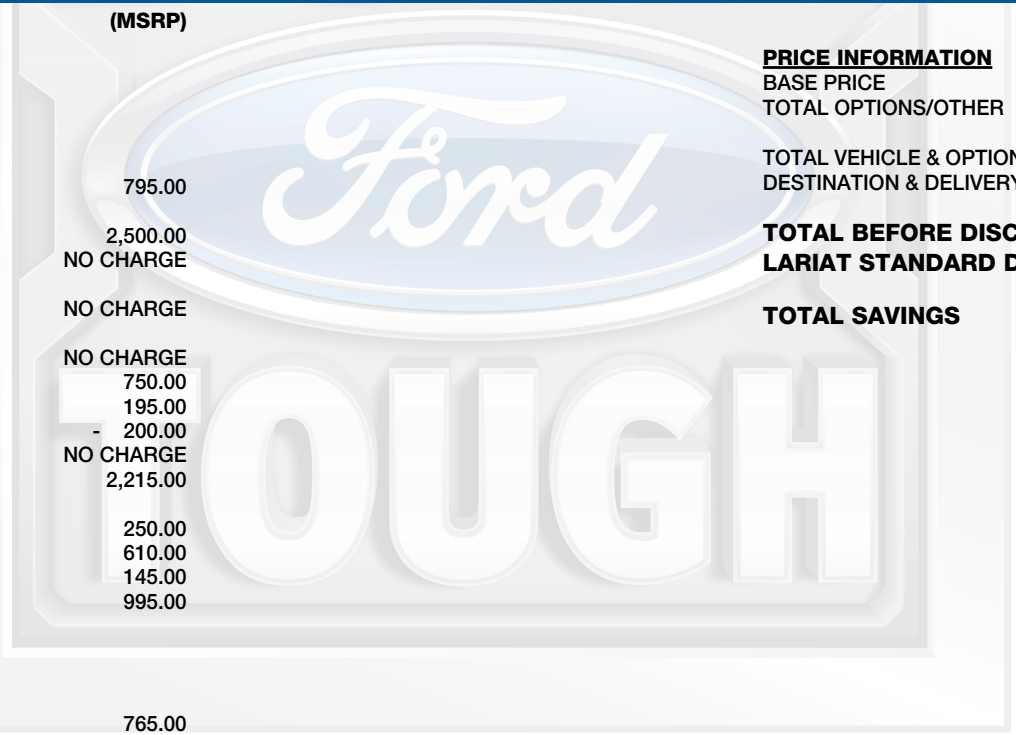 (MSRP)
795.00
2,500.00
NO CHARGE
NO CHARGE
NO CHARGE
750.00
195.00
- 200.00
NO CHARGE
2,215.00
250.00
610.00
145.00
995.00
765.00
PRICE INFORMATION
BASE PRICE
TOTAL OPTIONS/OTHER
TOTAL VEHICLE & OPTION
DESTINATION & DELIVERY
TOTAL BEFORE DISC
LARIAT STANDARD D
TOTAL SAVINGS
Ford
TOUGH